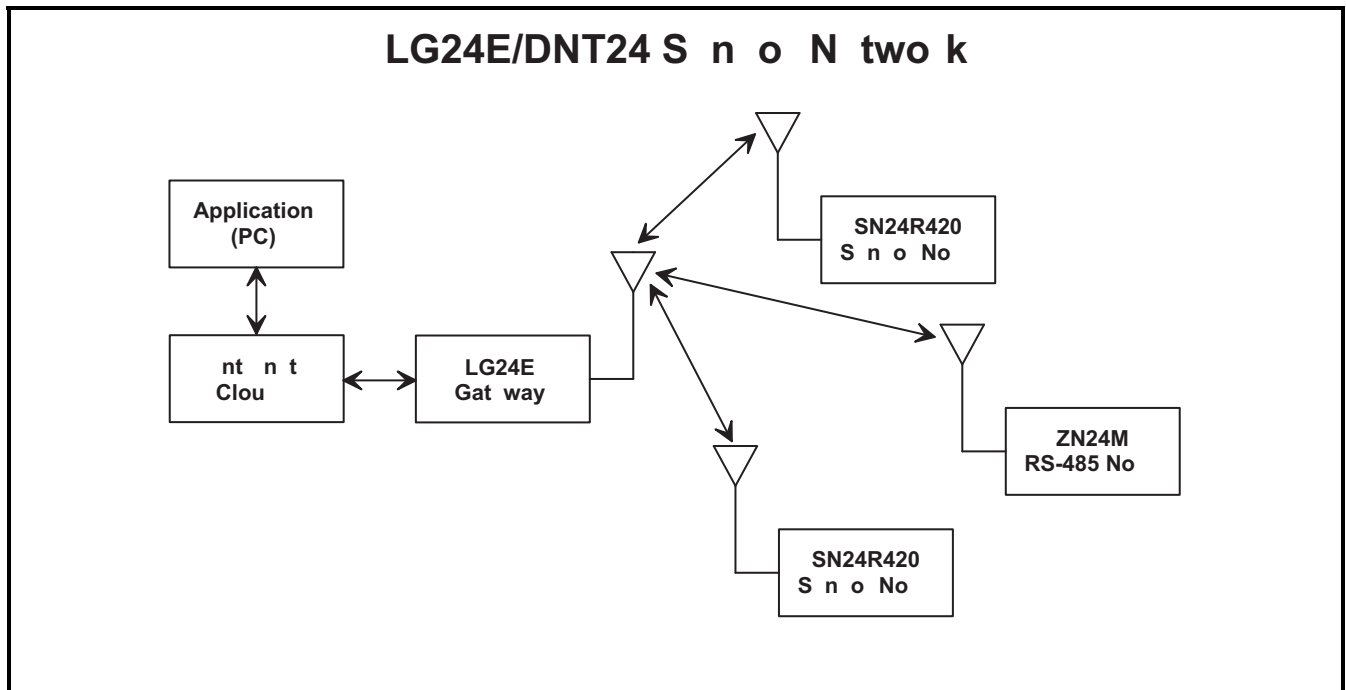 LG24E/DNT24 S n o N two k
Application
(PC)
SN24R420
S n o No
nt n t
Clou
LG24E
Gat way
ZN24M
RS-485 No
SN24R420
S n o No